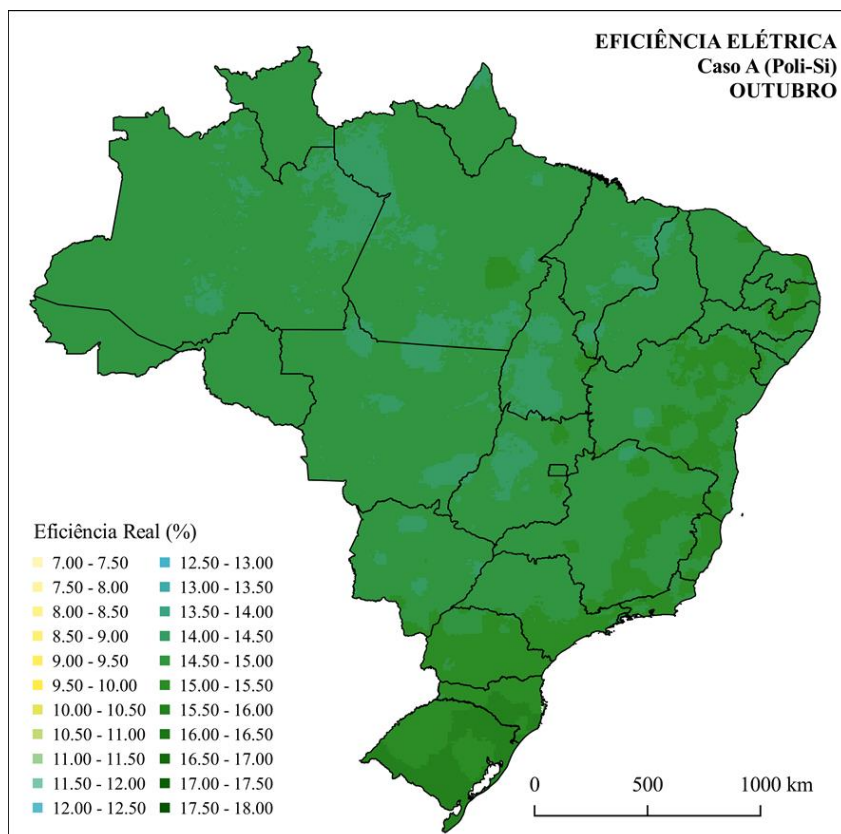 EFICIÊNCIA ELÉTRICA
Caso A (Poli-Si)
OUTUBRO
Eficiência Real (%)
7.00 - 7.50
7.50 - 8.00
8.00 - 8.50
8.50 - 9.00
9.00 - 9.50
9.50 - 10.00
10.00 - 10.50
10.50 - 11.00
11.00 - 11.50
11.50 - 12.00
12.00 - 12.50
12.50 - 13.00
13.00 - 13.50
13.50 - 14.00
14.00 - 14.50
14.50 - 15.00
15.00 - 15.50
15.50 - 16.00
16.00 - 16.50
16.50 - 17.00
17.00 - 17.50
17.50 - 18.00
0 500 1000 km